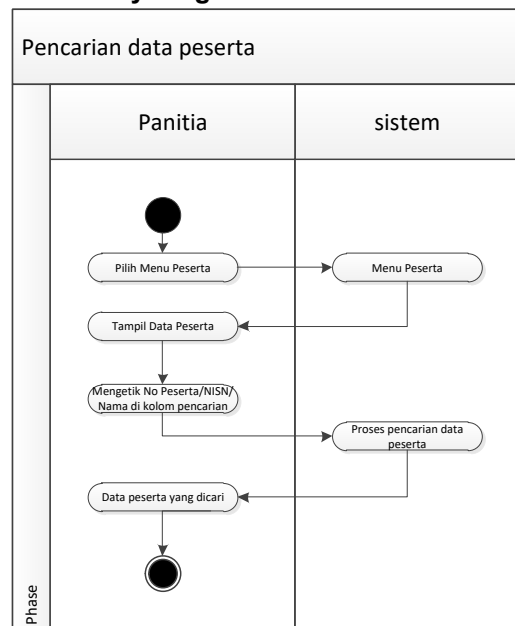 Pencarian data peserta
Panitia
sistem
Pilih Menu Peserta
Menu Peserta
Tampil Data Peserta
Mengetik No Peserta/NISN/
Nama di kolom pencarian
Proses pencarian data
peserta
Data peserta yang dicari
Phase